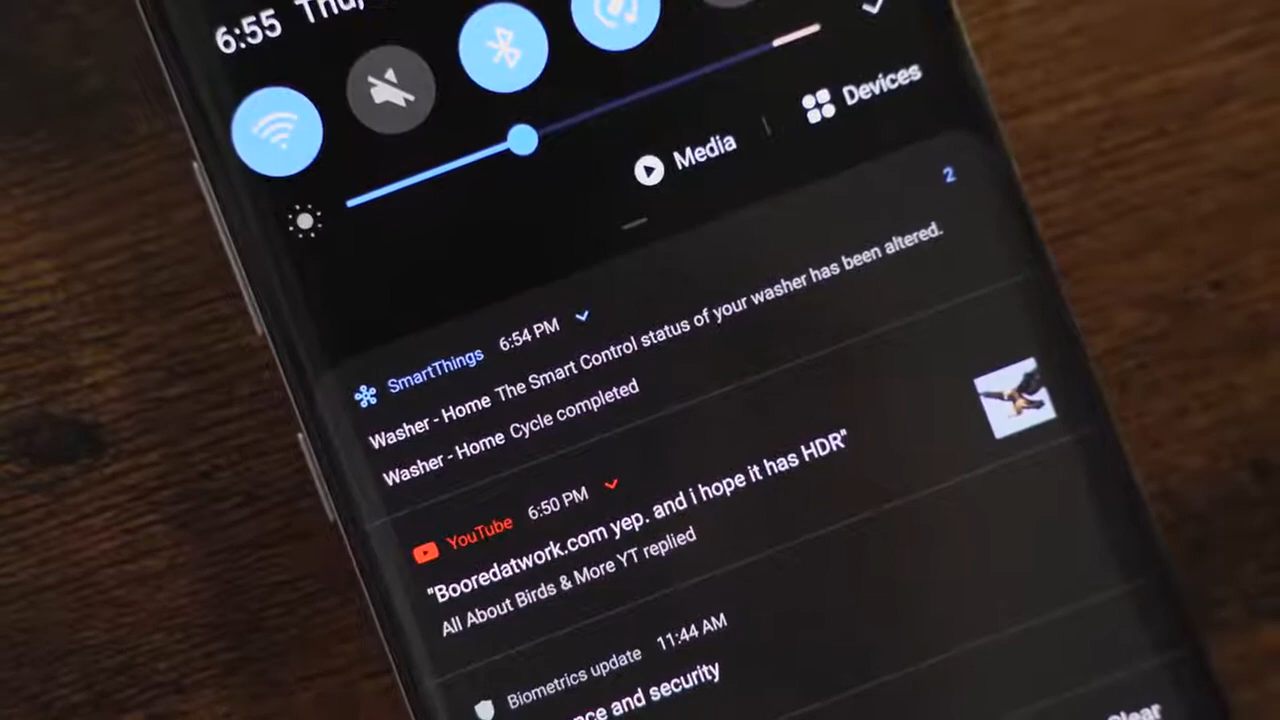 6:55 Thu,
Media
Devices
2
SmartThings 6:54 PM
Washer - Home The Smart Control status of your washer has been altered.
Washer - Home Cycle completed
YouTube 6:50 PM
"Booredatwork.com yep. and i hope it has HDR"
All About Birds & More YT replied
Biometrics update 11:44 AM
and security
Clear